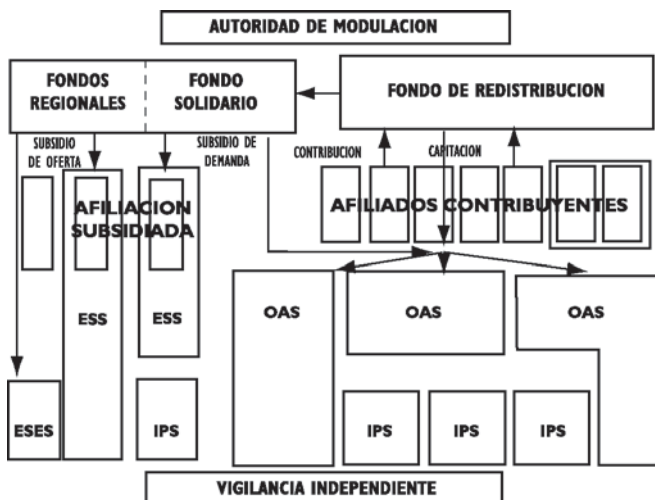 AUTORIDAD DE MODULACION
FONDOS
REGIONALES
FONDO
SOLIDARIO
FONDO DE REDISTRIBUCION
SUBSIDIO
DE OFERTA
SUBSIDIO DE
DEMANDA
CONTRIBUCION
CAPITACION
AFILIACION
SUBSIDIADA
AFILIADOS CONTRIBUYENTES
ESS
ESS
OAS
OAS
OAS
ESES
IPS
IPS
IPS
IPS
VIGILANCIA INDEPENDIENTE